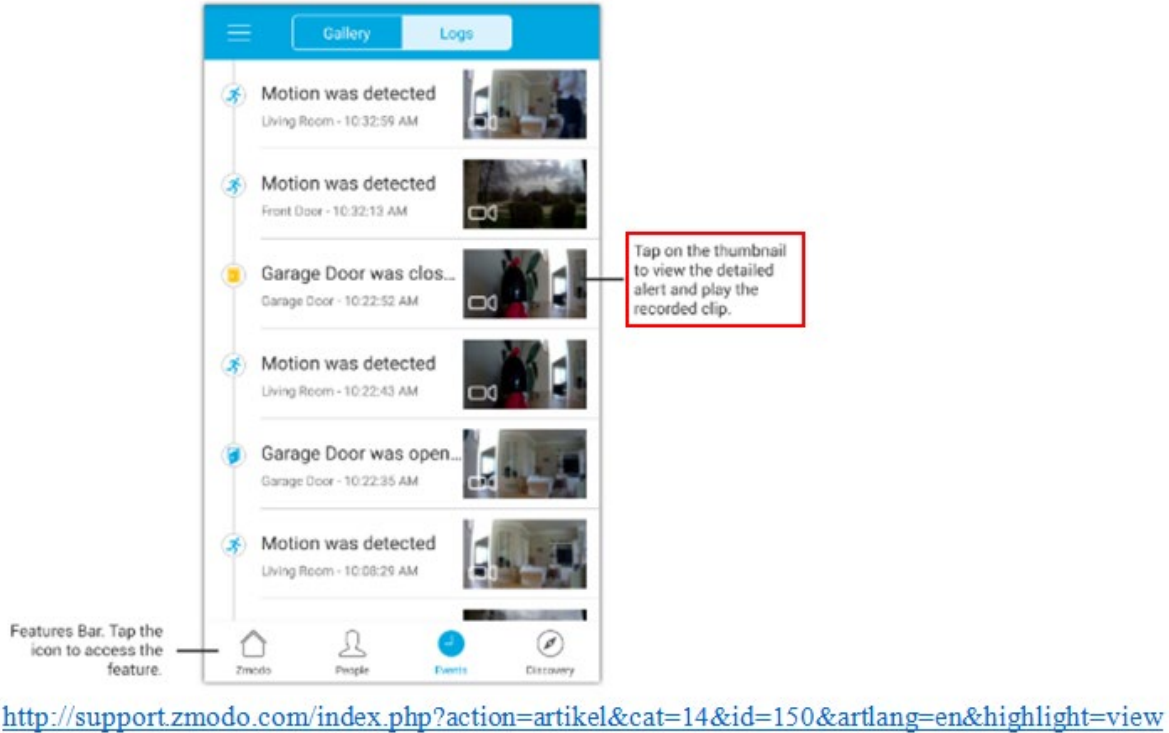 Gallery
Logs
Motion was detected
Living Room - 10:32:59 AM
Motion was detected
Front Door - 10:32:13 AM
Garage Door was clos...
Garage Door - 10:22:52 AM
Tap on the thumbnail
to view the detailed
alert and play the
recorded clip.
Motion was detected
Living Room - 10:22:43 AM
Garage Door was open...
Garage Door - 10:22:35 AM
Motion was detected
Living Room - 10:08:29 AM
Features Bar. Tap the
icon to access the
feature.
Zmodo
People
Events
Discovery
http://support.zmodo.com/index.php?action=artikel&cat=14&id=150&artlang=en&highlight=view